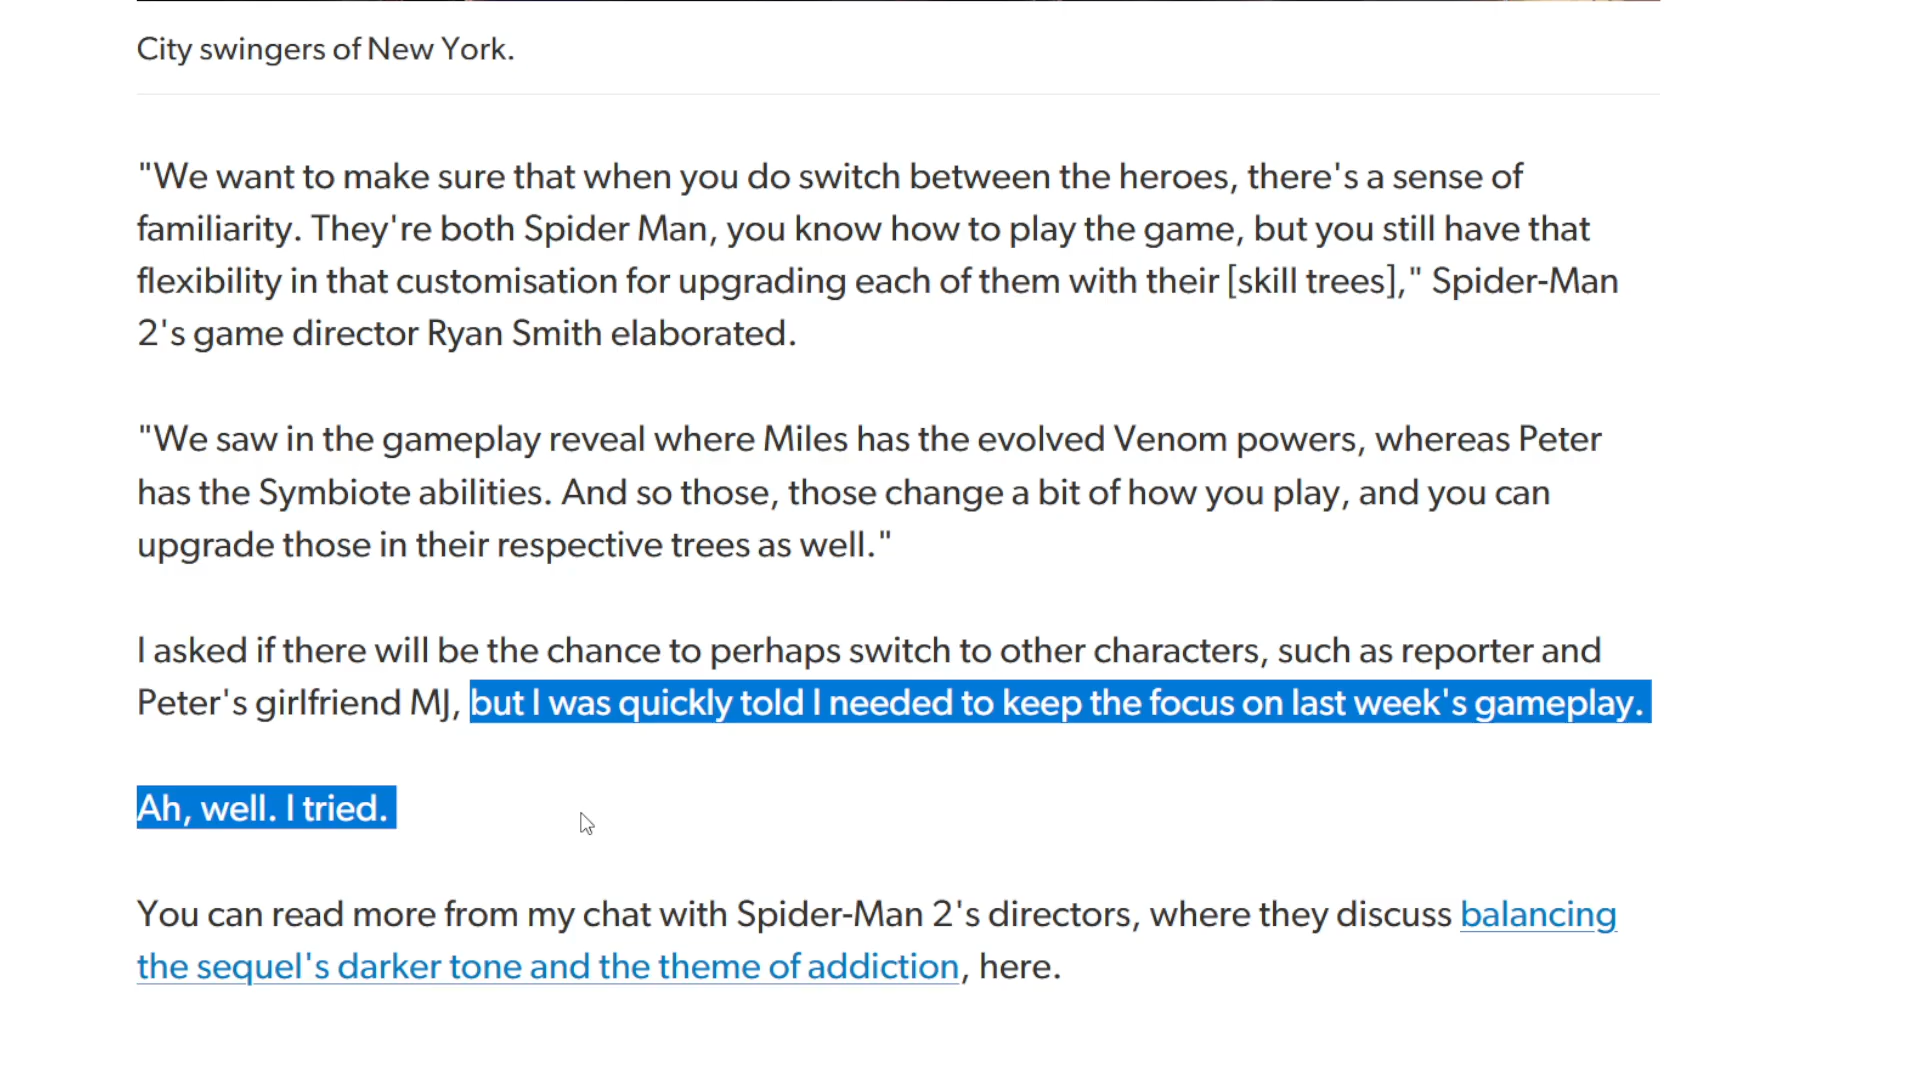 City swingers of New York.
"We want to make sure that when you do switch between the heroes, there's a sense of
familiarity. They're both Spider Man, you know how to play the game, but you still have that
flexibility in that customisation for upgrading each of them with their [skill trees]," Spider-Man
2's game director Ryan Smith elaborated.
"We saw in the gameplay reveal where Miles has the evolved Venom powers, whereas Peter
has the Symbiote abilities. And so those, those change a bit of how you play, and you can
upgrade those in their respective trees as well."
I asked if there will be the chance to perhaps switch to other characters, such as reporter and
Peter's girlfriend MJ, but I was quickly told I needed to keep the focus on last week's gameplay.
Ah, well. I tried.
You can read more from my chat with Spider-Man 2's directors, where they discuss balancing
the sequel's darker tone and the theme of addiction, here.